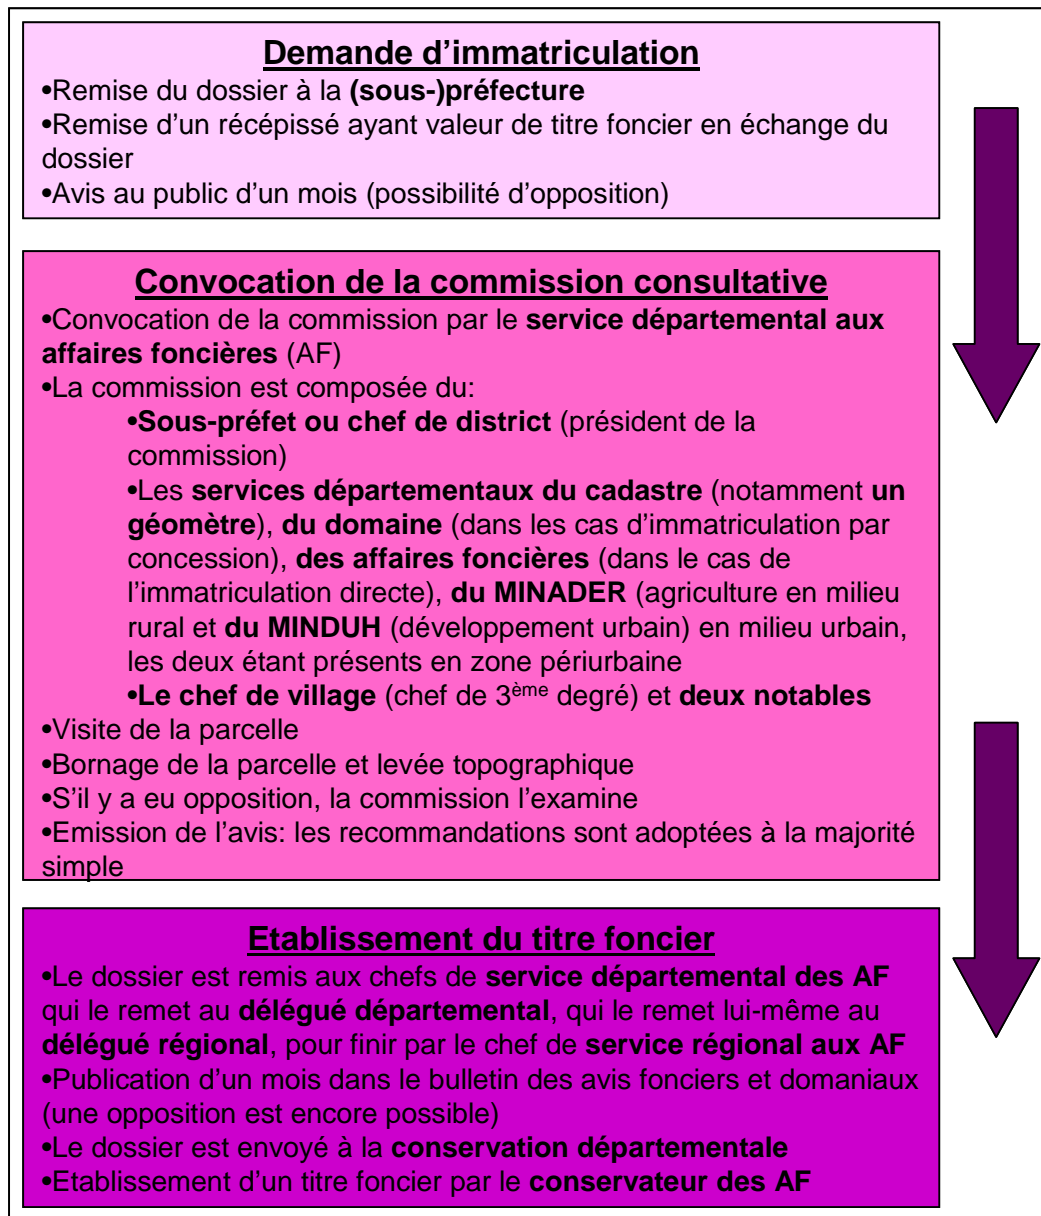 Demande d'immatriculation
•Remise du dossier à la (sous-)préfecture
•Remise d'un récépissé ayant valeur de titre foncier en échange du
dossier
•Avis au public d'un mois (possibilité d'opposition)
Convocation de la commission consultative
•Convocation de la commission par le service départemental aux
affaires foncières (AF)
•La commission est composée du:
•Sous-préfet ou chef de district (président de la
commission)
•Les services départementaux du cadastre (notamment un
géomètre), du domaine (dans les cas d'immatriculation par
concession), des affaires foncières (dans le cas de
l'immatriculation directe), du MINADER (agriculture en milieu
rural et du MINDUH (développement urbain) en milieu urbain,
les deux étant présents en zone périurbaine
•Le chef de village (chef de 3ème degré) et deux notables
•Visite de la parcelle
•Bornage de la parcelle et levée topographique
•S'il y a eu opposition, la commission l'examine
•Emission de l'avis: les recommandations sont adoptées à la majorité
simple
Etablissement du titre foncier
•Le dossier est remis aux chefs de service départemental des AF
qui le remet au délégué départemental, qui le remet lui-même au
délégué régional, pour finir par le chef de service régional aux AF
•Publication d'un mois dans le bulletin des avis fonciers et domaniaux
(une opposition est encore possible)
•Le dossier est envoyé à la conservation départementale
•Etablissement d'un titre foncier par le conservateur des AF